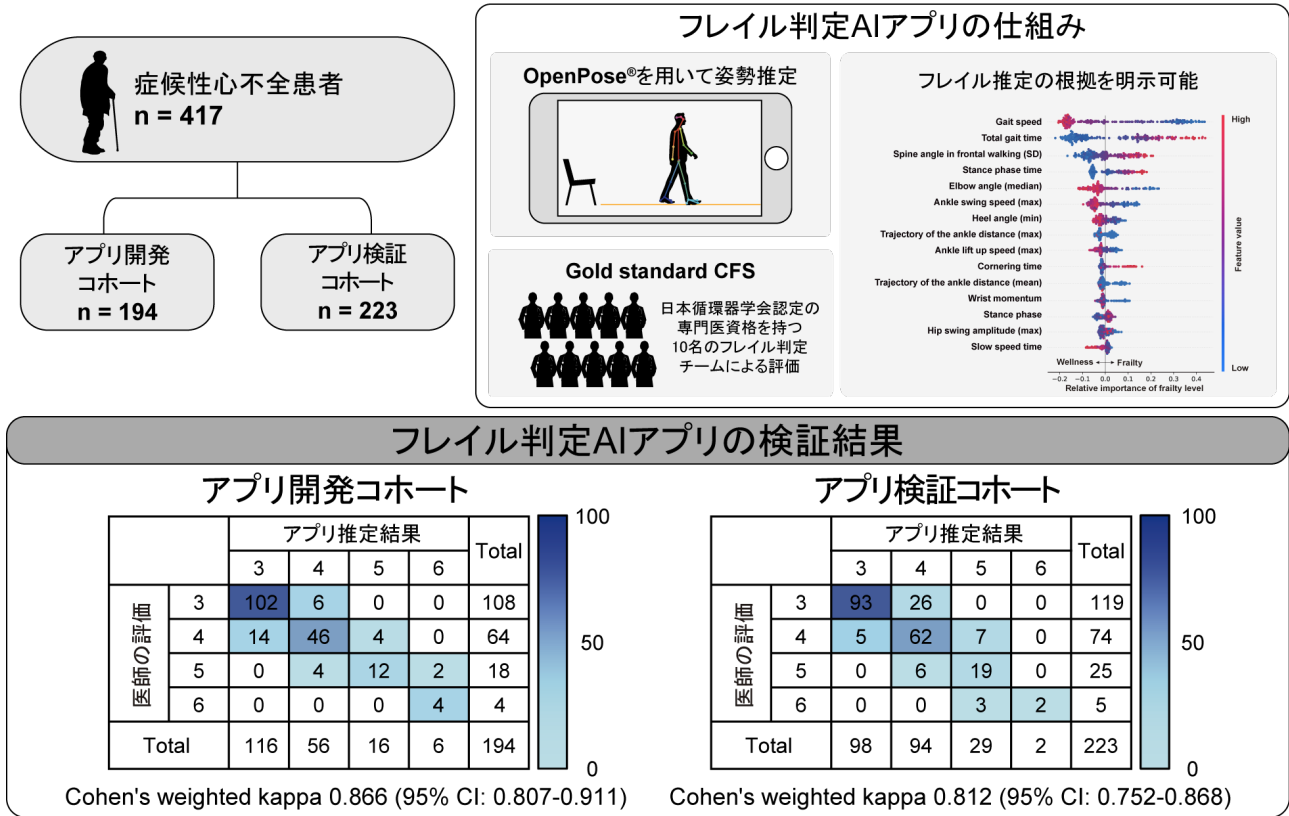 症候性心不全患者
n = 417
アプリ開発
コホート
n = 194
アプリ検証
コホート
n = 223
フレイル判定AIアプリの仕組み
OpenPose®を用いて姿勢推定
Gold standard CFS
日本循環器学会認定の
専門医資格を持つ
10名のフレイル判定
チームによる評価
フレイル推定の根拠を明示可能
Gait speed
Total gait time
Spine angle in frontal walking (SD)
Stance phase time
Elbow angle (median)
Ankle swing speed (max)
Heel angle (min)
Trajectory of the ankle distance (max)
Ankle lift up speed (max)
Cornering time
Trajectory of the ankle distance (mean)
Wrist momentum
Stance phase
Hip swing amplitude (max)
Slow speed time
Wellness Frailty
−0.2 −0.1 0.0 0.1 0.2 0.3 0.4
Relative importance of frailty level
High
Feature value
Low
フレイル判定AIアプリの検証結果
アプリ開発コホート
アプリ推定結果 Total
3 4 5 6
医師の評価
3 102 6 0 0 108
4 14 46 4 0 64
5 0 4 12 2 18
6 0 0 0 4 4
Total 116 56 16 6 194
100
50
0
Cohen's weighted kappa 0.866 (95% CI: 0.807-0.911)
アプリ検証コホート
アプリ推定結果 Total
3 4 5 6
医師の評価
3 93 26 0 0 119
4 5 62 7 0 74
5 0 6 19 0 25
6 0 0 3 2 5
Total 98 94 29 2 223
100
50
0
Cohen's weighted kappa 0.812 (95% CI: 0.752-0.868)